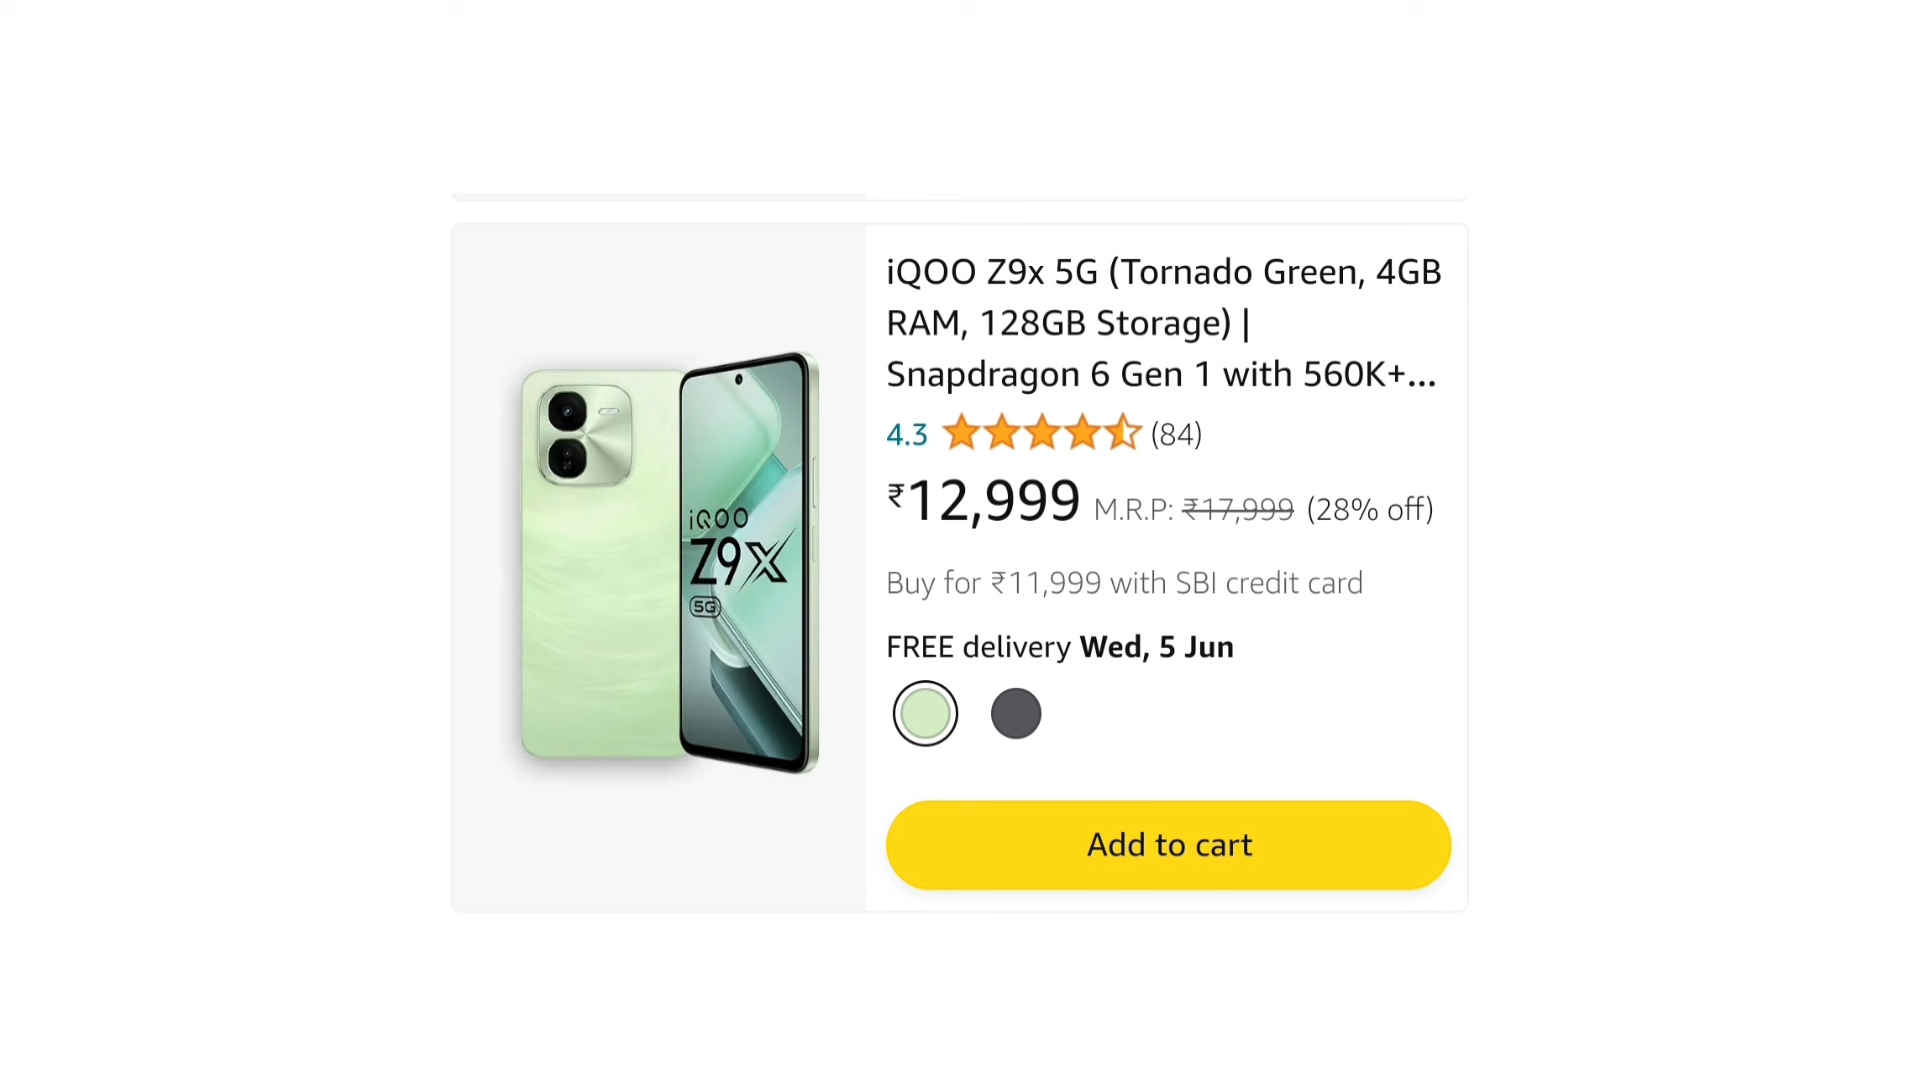 iQOO
Z9X
5G
iQOO Z9x 5G (Tornado Green, 4GB
RAM, 128GB Storage) |
Snapdragon 6 Gen 1 with 560K+...
4.3 (84)
₹12,999 M.R.P: ₹17,999 (28% off)
Buy for ₹11,999 with SBI credit card
FREE delivery Wed, 5 Jun
Add to cart